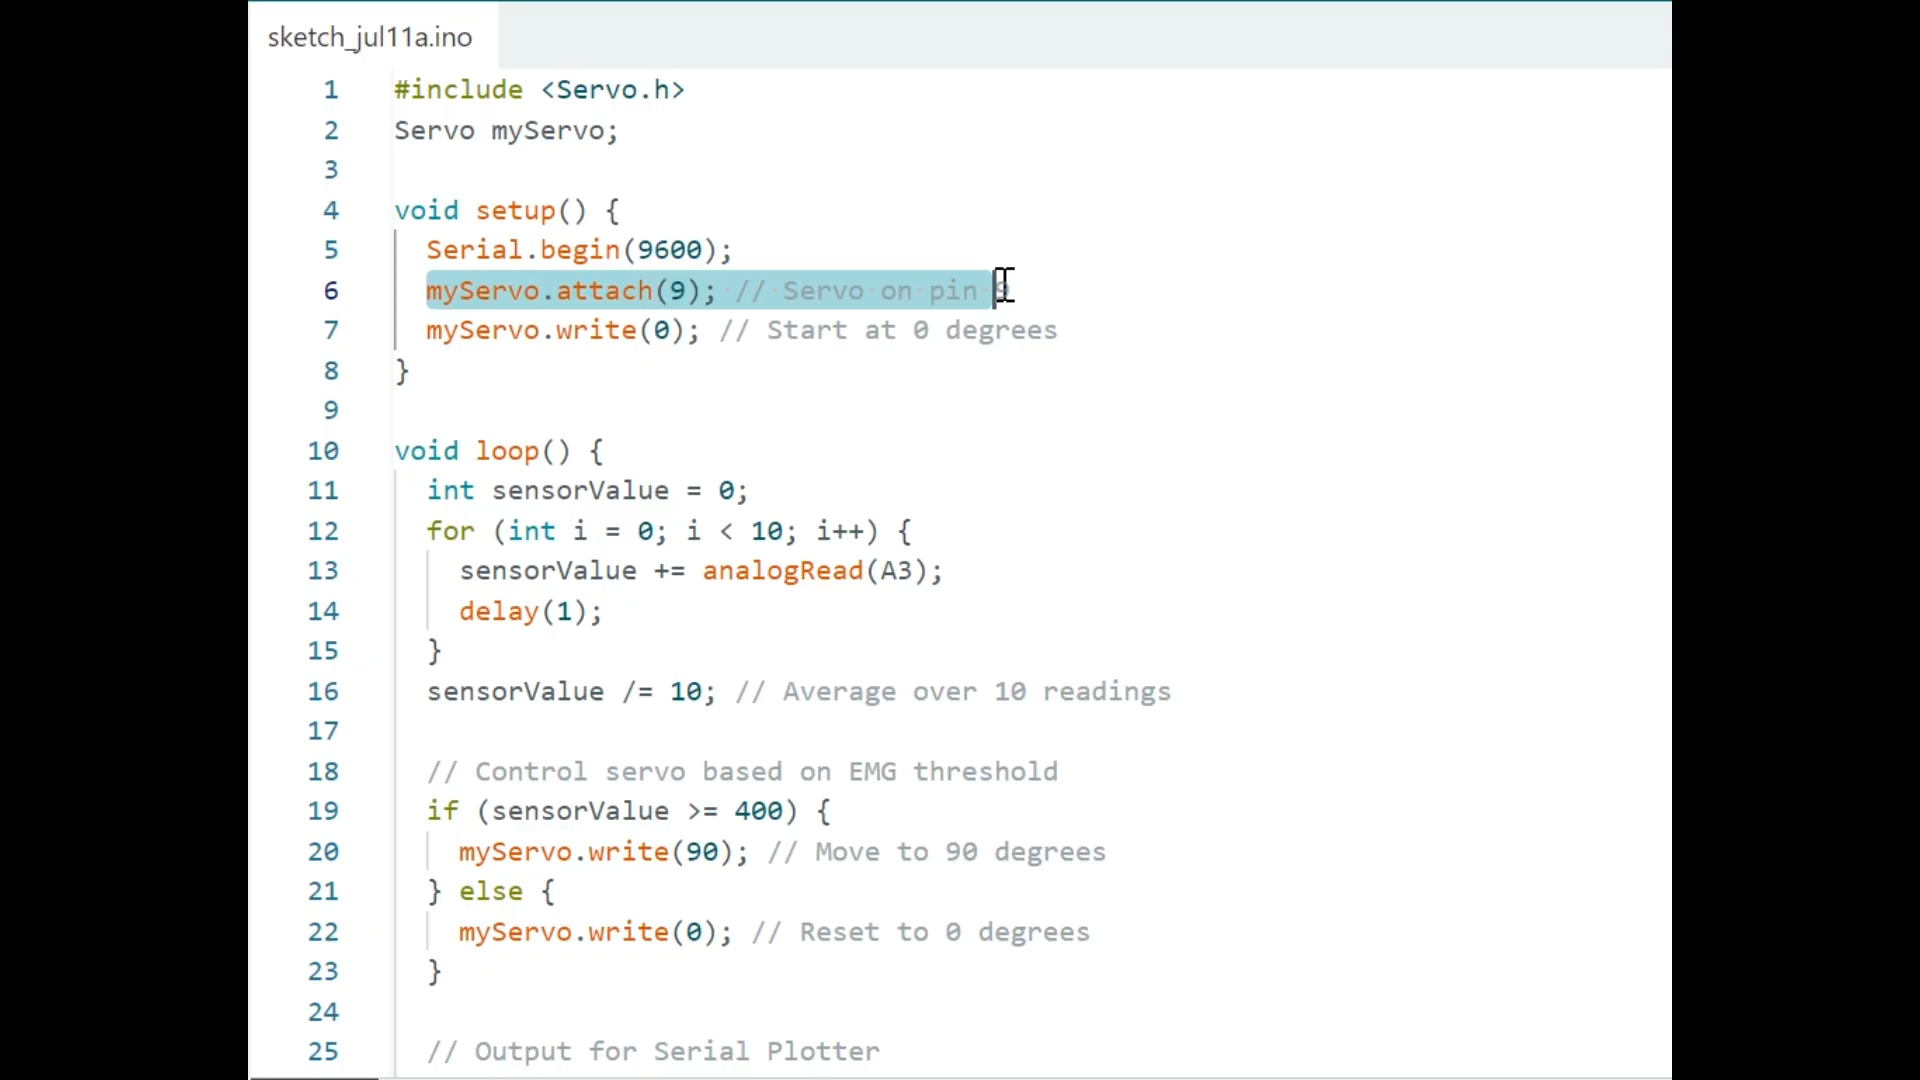 sketch_jul11a.ino
1 #include <Servo.h>
2 Servo myServo;
3
4 void setup() {
5 Serial.begin(9600);
6 myServo.attach(9); // Servo on pin 9
7 myServo.write(0); // Start at 0 degrees
8 }
9
10 void loop() {
11 int sensorValue = 0;
12 for (int i = 0; i < 10; i++) {
13 sensorValue += analogRead(A3);
14 delay(1);
15 }
16 sensorValue /= 10; // Average over 10 readings
17
18 // Control servo based on EMG threshold
19 if (sensorValue >= 400) {
20 myServo.write(90); // Move to 90 degrees
21 } else {
22 myServo.write(0); // Reset to 0 degrees
23 }
24
25 // Output for Serial Plotter